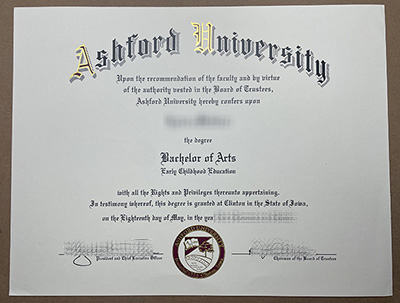 Ashford University
Upon the recommendation of the faculty and by virtue
of the authority vested in the Board of Trustees,
Ashford University hereby confers upon
the degree
Bachelor of Arts
Early Childhood Education
with all the Rights and Privileges thereunto appertaining.
In testimony whereof, this degree is granted at Clinton in the State of Iowa,
on the Eighteenth day of May, in the yea
President and Chief Executive Officer
Chairman of the Board of Trustees
ASHFORD UNIVERSITY